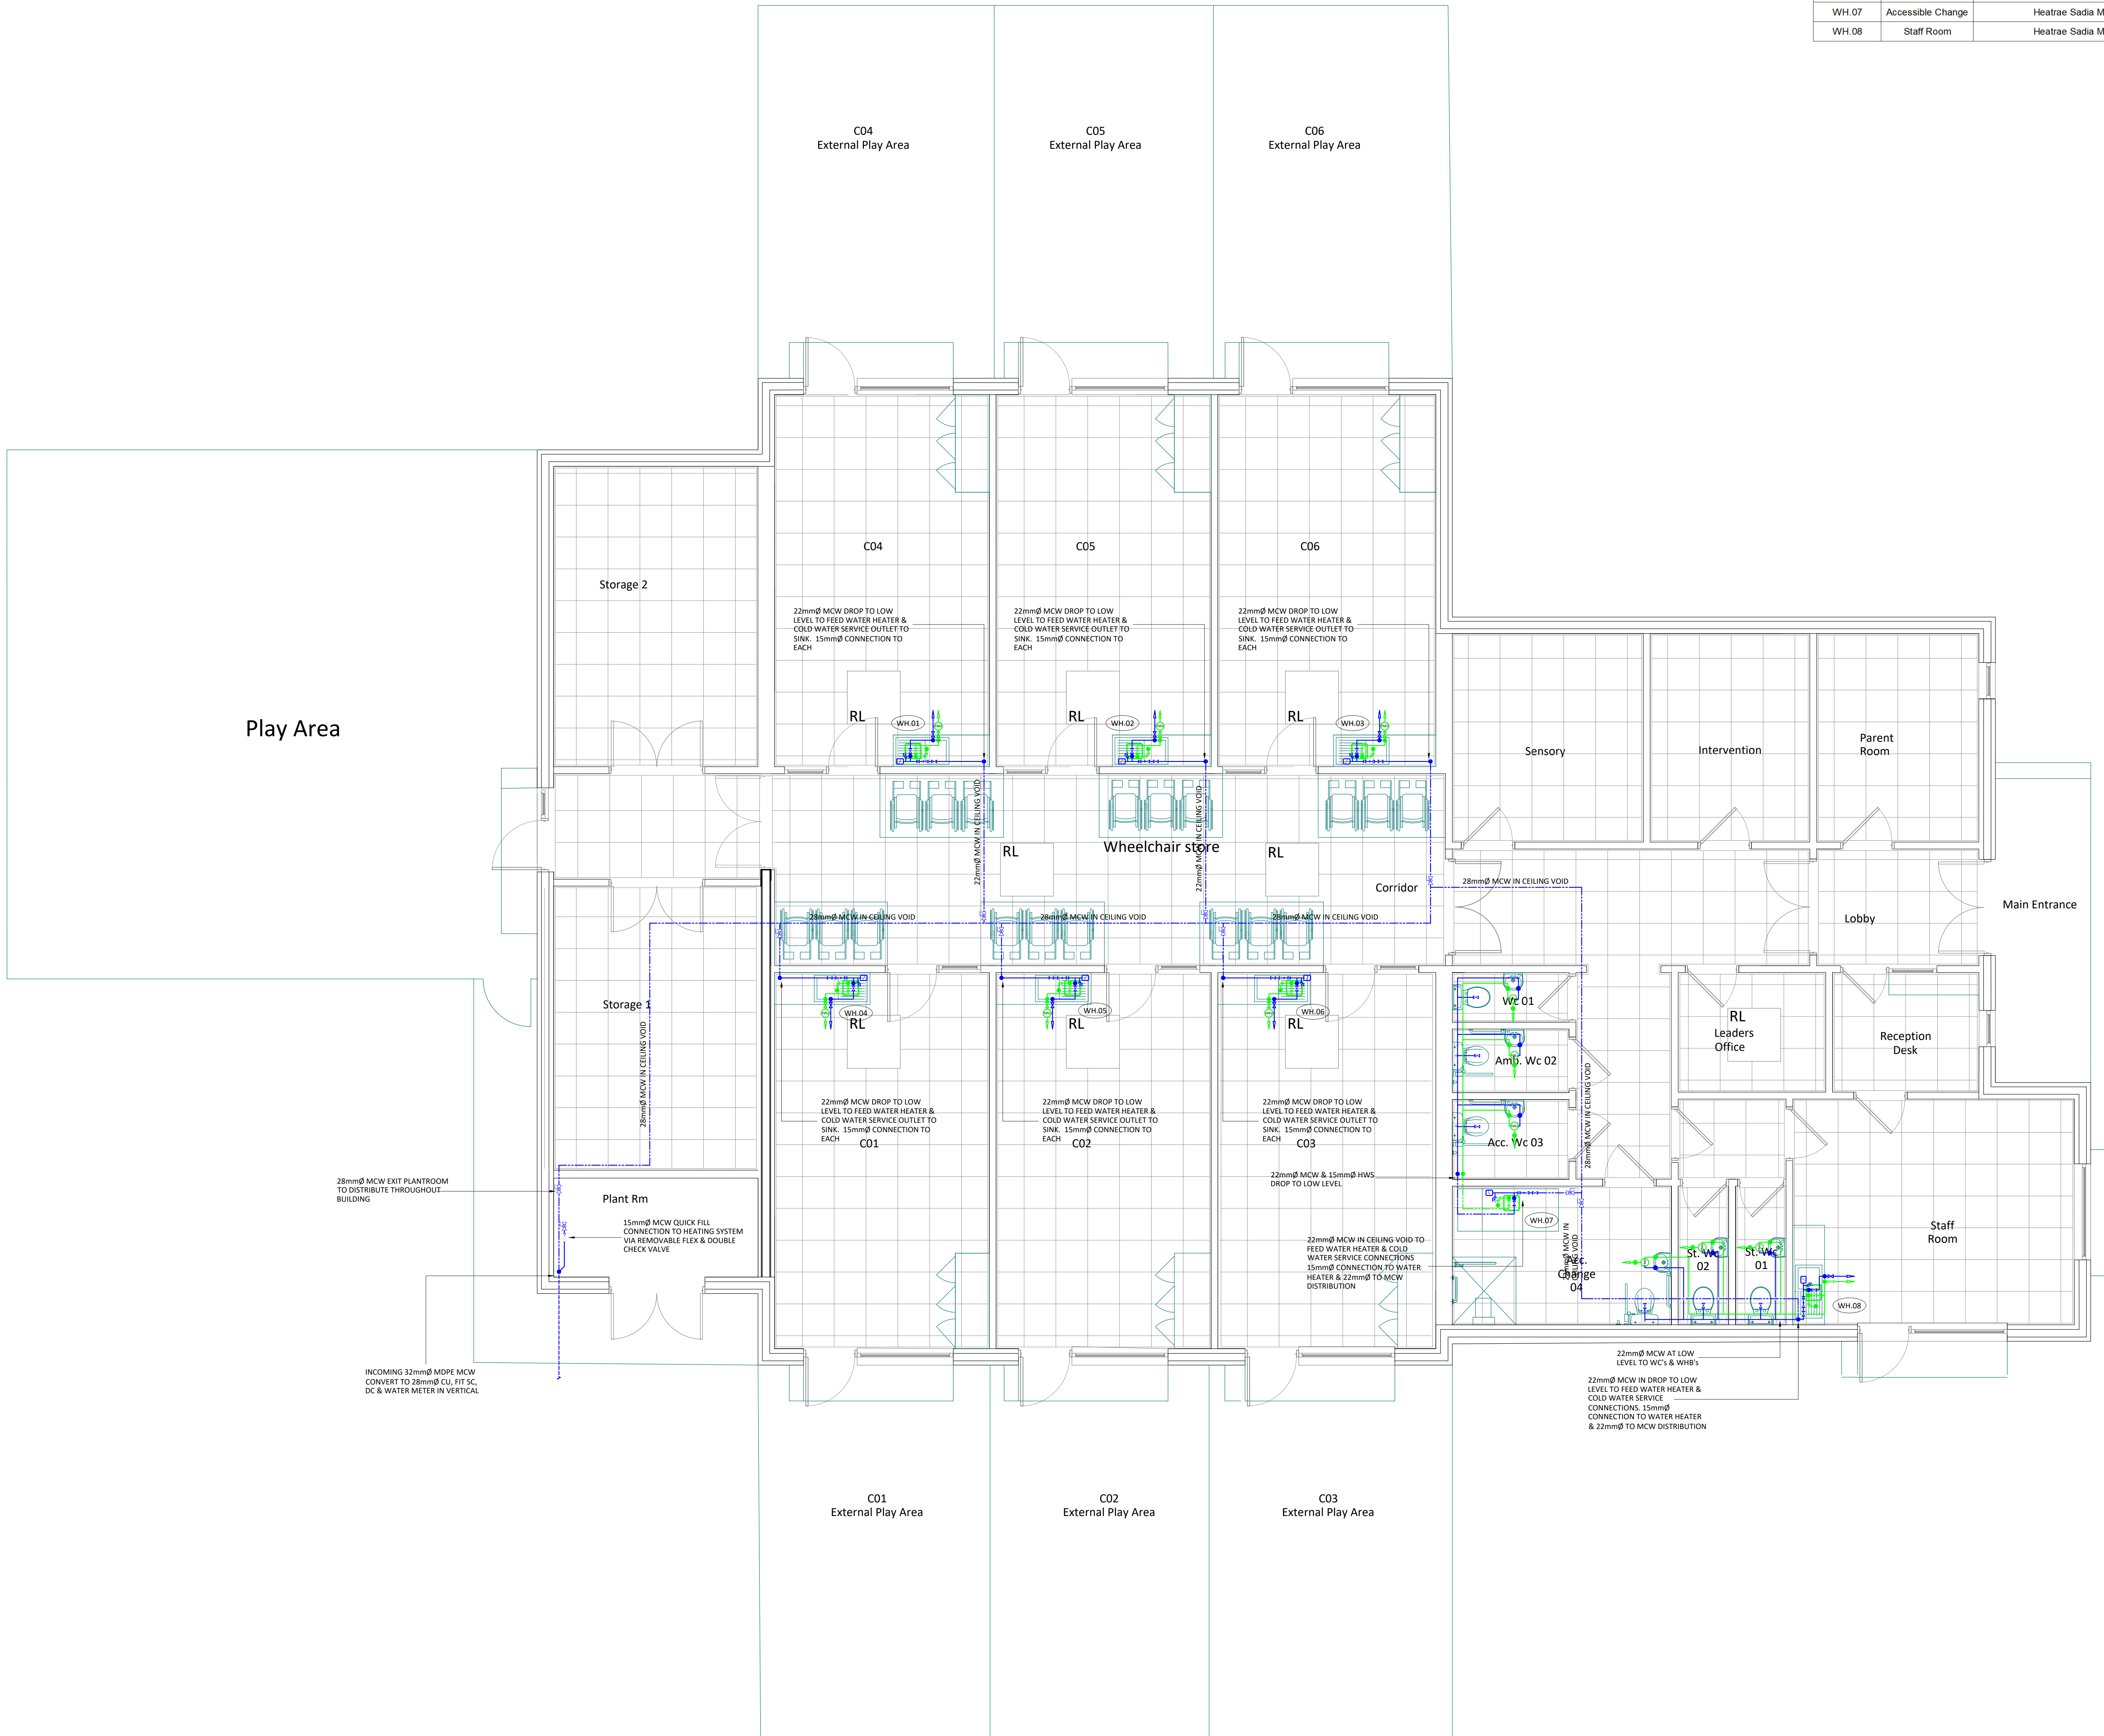 WH.07 Accessible Change Heatrae Sadia M
WH.08 Staff Room Heatrae Sadia M
C04
External Play Area
C05
External Play Area
C06
External Play Area
C04
C05
C06
Storage 2
22mmØ MCW DROP TO LOW
LEVEL TO FEED WATER HEATER &
COLD WATER SERVICE OUTLET TO
SINK. 15mmØ CONNECTION TO
EACH
22mmØ MCW DROP TO LOW
LEVEL TO FEED WATER HEATER &
COLD WATER SERVICE OUTLET TO
SINK. 15mmØ CONNECTION TO
EACH
22mmØ MCW DROP TO LOW
LEVEL TO FEED WATER HEATER &
COLD WATER SERVICE OUTLET TO
SINK. 15mmØ CONNECTION TO
EACH
Play Area
RL
WH.01
RL
WH.02
RL
WH.03
Sensory
Intervention
Parent
Room
22mmØ MCW IN CEILING VOID
22mmØ MCW IN CEILING VOID
RL
Wheelchair store
RL
Corridor
28mmØ MCW IN CEILING VOID
Lobby
Main Entrance
28mmØ MCW IN CEILING VOID
28mmØ MCW IN CEILING VOID
28mmØ MCW IN CEILING VOID
Storage 1
28mmØ MCW IN CEILING VOID
WH.04
RL
WH.05
RL
WH.06
RL
Wc 01
Amb. Wc 02
Acc. Wc 03
28mmØ MCW IN CEILING VOID
RL
Leaders
Office
Reception
Desk
22mmØ MCW DROP TO LOW
LEVEL TO FEED WATER HEATER &
COLD WATER SERVICE OUTLET TO
SINK. 15mmØ CONNECTION TO
EACH
C01
22mmØ MCW DROP TO LOW
LEVEL TO FEED WATER HEATER &
COLD WATER SERVICE OUTLET TO
SINK. 15mmØ CONNECTION TO
EACH
C02
22mmØ MCW DROP TO LOW
LEVEL TO FEED WATER HEATER &
COLD WATER SERVICE OUTLET TO
SINK. 15mmØ CONNECTION TO
EACH
C03
22mmØ MCW & 15mmØ HWS
DROP TO LOW LEVEL
28mmØ MCW EXIT PLANTROOM
TO DISTRIBUTE THROUGHOUT
BUILDING
Plant Rm
15mmØ MCW QUICK FILL
CONNECTION TO HEATING SYSTEM
VIA REMOVABLE FLEX & DOUBLE
CHECK VALVE
WH.07
22mmØ MCW IN CEILING VOID TO
FEED WATER HEATER & COLD
WATER SERVICE CONNECTIONS
15mmØ CONNECTION TO WATER
HEATER & 22mmØ TO MCW
DISTRIBUTION
MCW IN
CEILING VOID
Acc.
Change
04
St. Wc
02
St. Wc
01
Staff
Room
WH.08
INCOMING 32mmØ MDPE MCW
CONVERT TO 28mmØ CU, FIT SC,
DC & WATER METER IN VERTICAL
22mmØ MCW AT LOW
LEVEL TO WC's & WHB's
22mmØ MCW IN DROP TO LOW
LEVEL TO FEED WATER HEATER &
COLD WATER SERVICE
CONNECTIONS. 15mmØ
CONNECTION TO WATER HEATER
& 22mmØ TO MCW DISTRIBUTION
C01
External Play Area
C02
External Play Area
C03
External Play Area